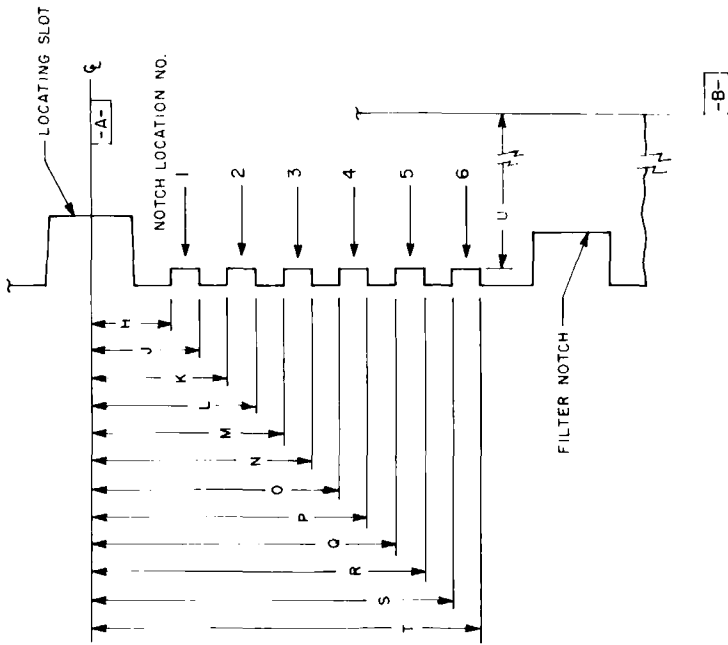 LOCATING SLOT
℄
-A-
NOTCH LOCATION NO.
1
2
3
4
5
6
H
J
K
L
M
N
O
P
Q
R
S
T
U
FILTER NOTCH
-B-